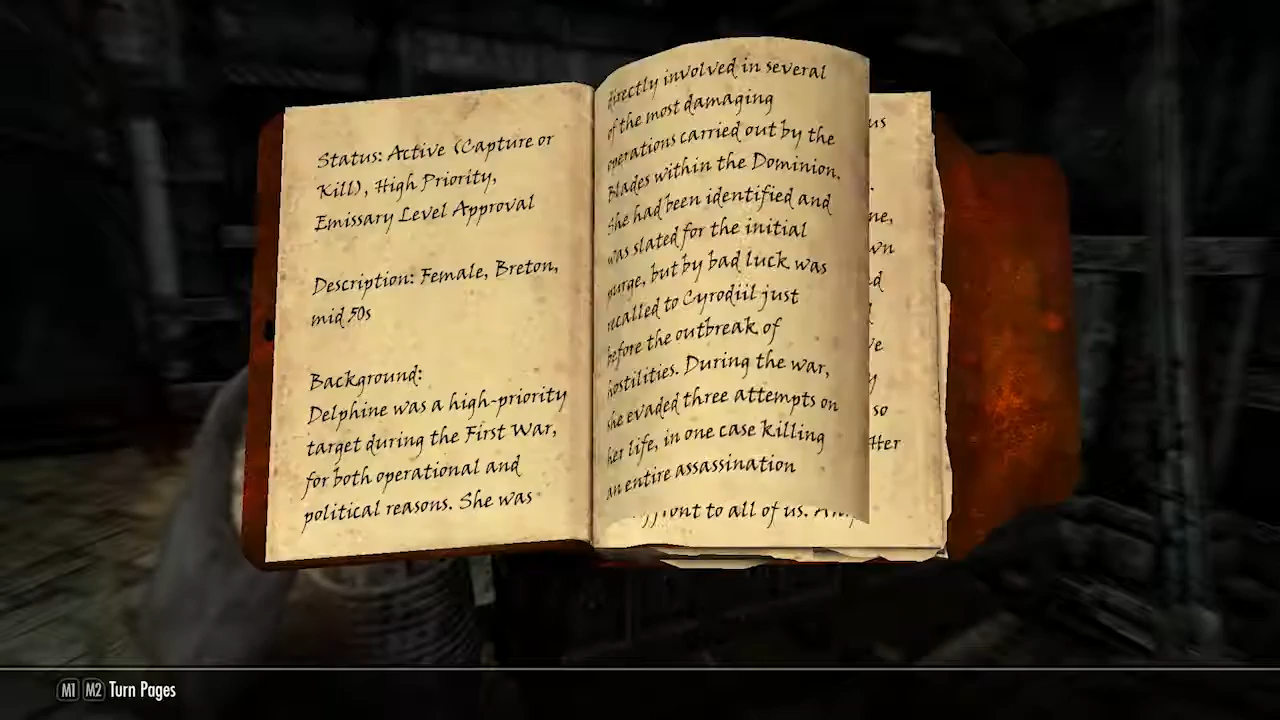 Status: Active (Capture or
Kill), High Priority,
Emissary Level Approval
Description: Female, Breton,
mid 50s
Background:
Delphine was a high-priority
target during the First War,
for both operational and
political reasons. She was
directly involved in several
of the most damaging
operations carried out by the
Blades within the Dominion.
She had been identified and
was slated for the initial
purge, but by bad luck was
recalled to Cyrodiil just
before the outbreak of
hostilities. During the war,
she evaded three attempts on
her life, in one case killing
an entire assassination
to all of us.
so
M1 M2 Turn Pages